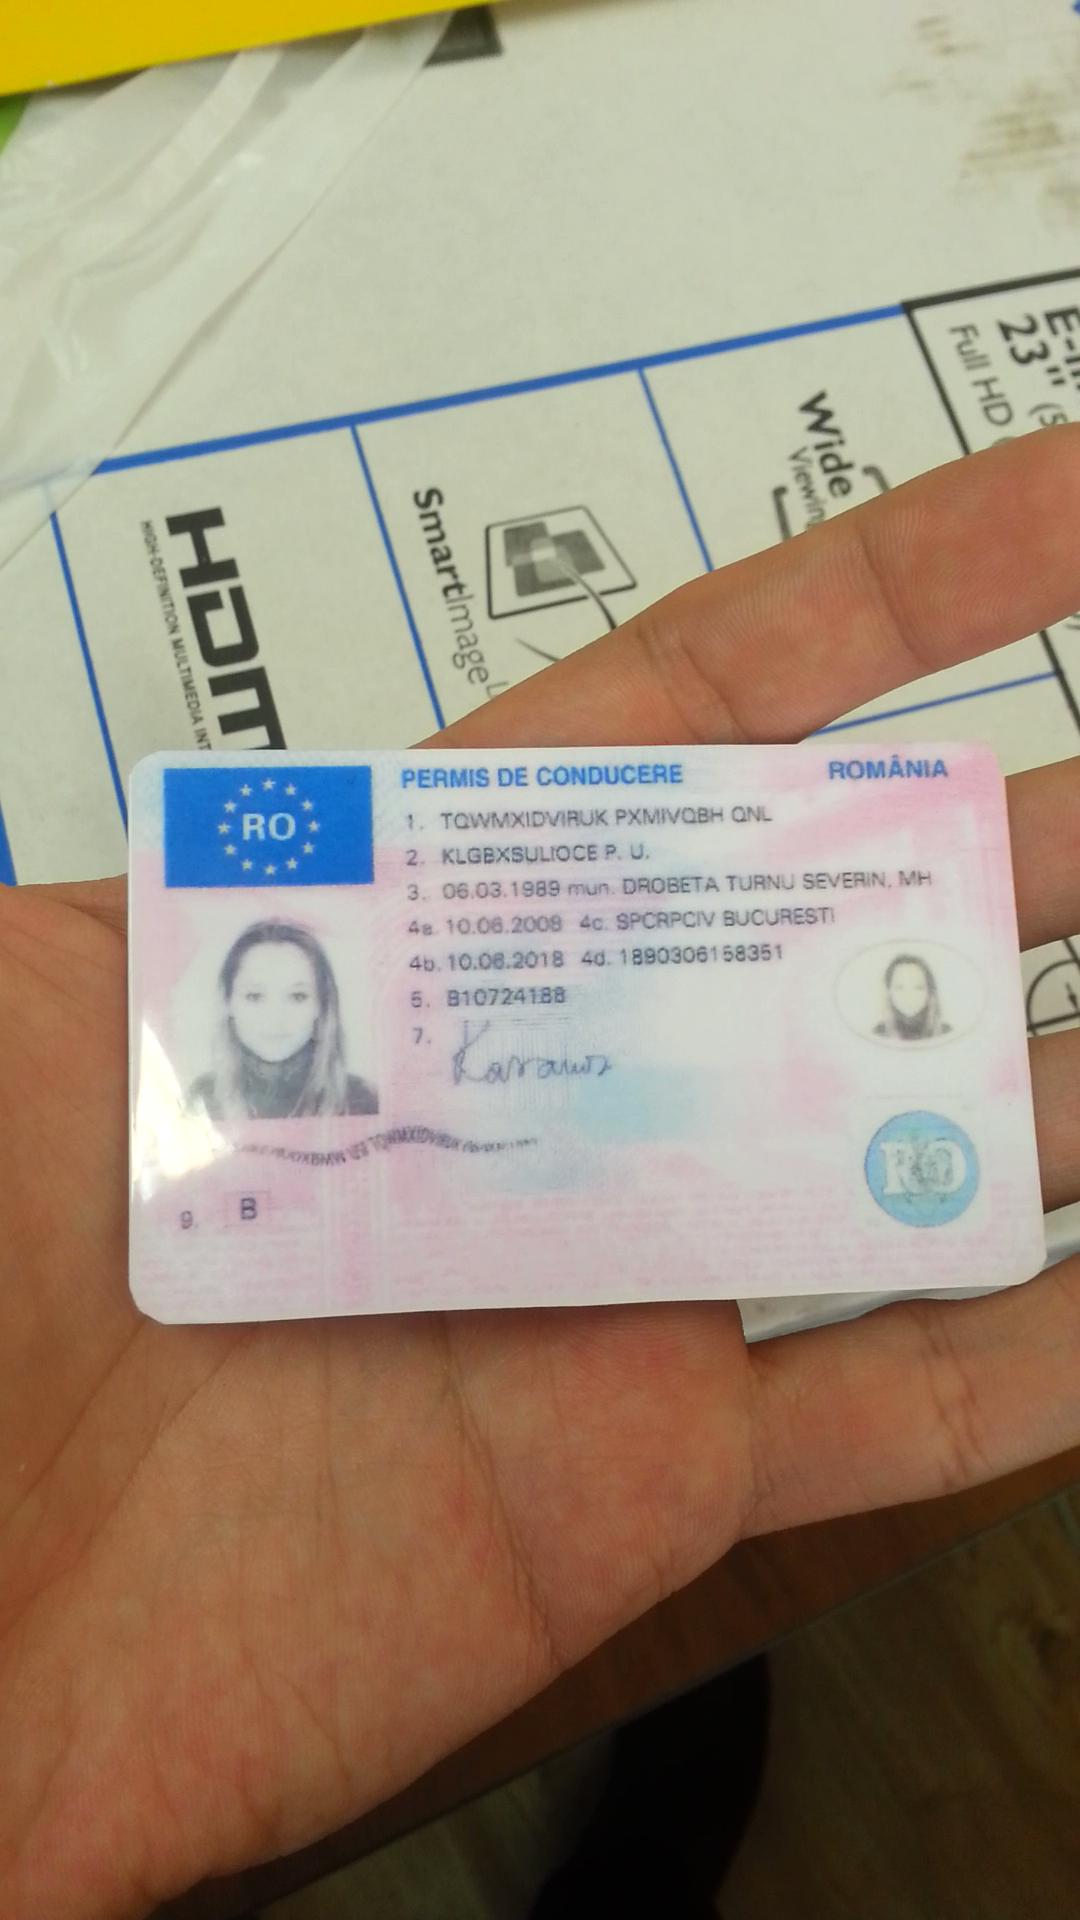 E-I
23" (5
Full HD
Wide
Viewing
SmartImage
HDMI
HIGH-DEFINITION MULTIMEDIA INT
RO
PERMIS DE CONDUCERE ROMÂNIA
1. TQWMXIDVIRUK PXMIVQBH QNL
2. KLGBXSULIOCE P. U.
3. 06.03.1989 mun. DROBETA TURNU SEVERIN, MH
4a. 10.06.2008 4c. SPCRPCIV BUCURESTI
4b. 10.06.2018 4d. 1890306158351
5. B10724188
7.
RO
9. B